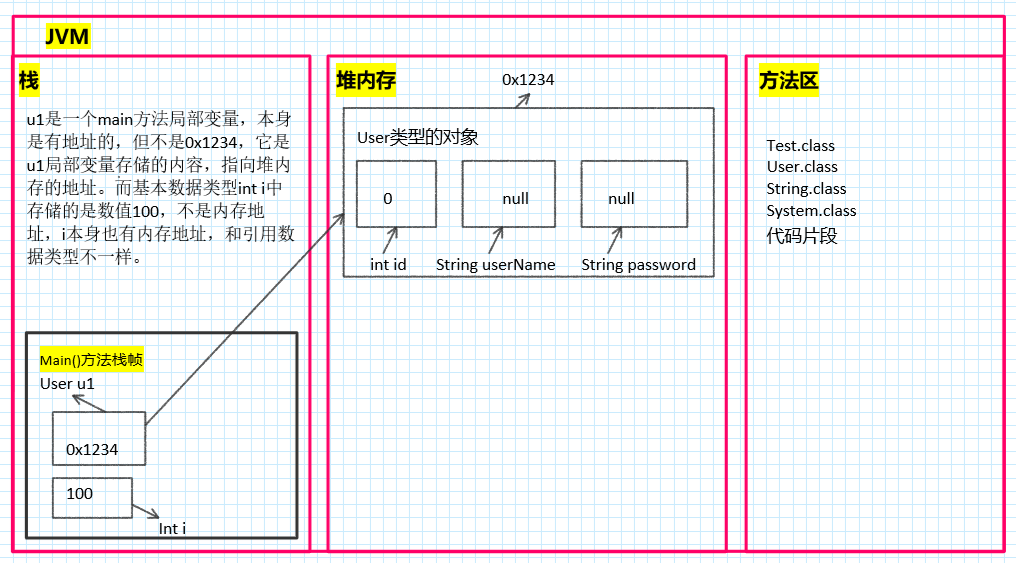 JVM
栈
u1是一个main方法局部变量，本身
是有地址的，但不是0x1234，它是
u1局部变量存储的内容，指向堆内
存的地址。而基本数据类型int i中
存储的是数值100，不是内存地
址，i本身也有内存地址，和引用数
据类型不一样。
Main()方法栈帧
User u1
0x1234
100
Int i
堆内存
0x1234
User类型的对象
0
null
null
int id
String userName
String password
方法区
Test.class
User.class
String.class
System.class
代码片段